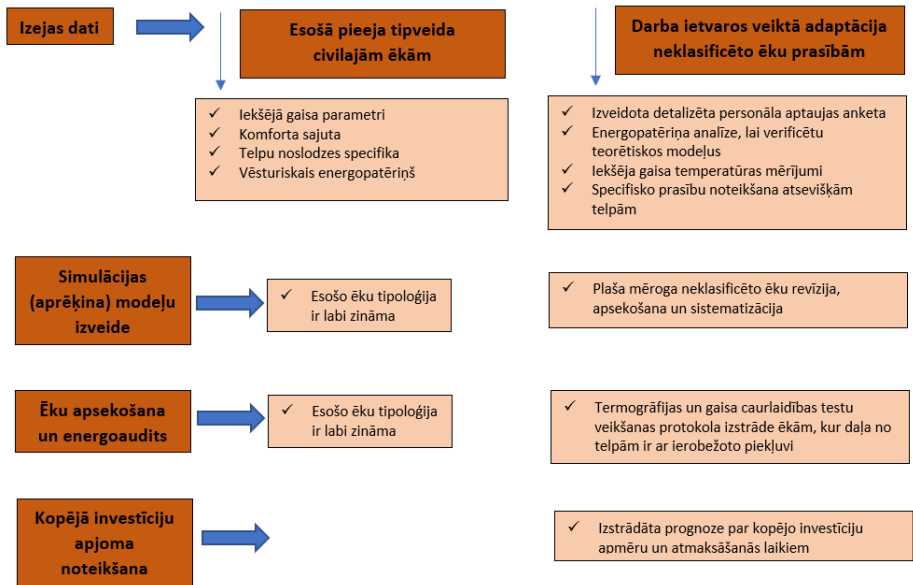 Izejas dati
Esošā pieeja tipveida
civilajām ēkām
Darba ietvaros veiktā adaptācija
neklasificēto ēku prasībām
✓ Iekšējā gaisa parametri
✓ Komforta sajuta
✓ Telpu noslodzes specifika
✓ Vēsturiskais energopatēriņš
✓ Izveidota detalizēta personāla aptaujas anketa
✓ Energopatēriņa analīze, lai verificētu
teorētiskos modeļus
✓ Iekšēja gaisa temperatūras mērījumi
✓ Specifisko prasību noteikšana atsevišķām
telpām
Simulācijas
(aprēķina) modeļu
izveide
✓ Esošo ēku tipoloģija
ir labi zināma
✓ Plaša mēroga neklasificēto ēku revīzija,
apsekošana un sistematizācija
Ēku apsekošana
un energoaudits
✓ Esošo ēku tipoloģija
ir labi zināma
✓ Termogrāfijas un gaisa caurlaidības testu
veikšanas protokola izstrāde ēkām, kur daļa no
telpām ir ar ierobežoto piekļuvi
Kopējā investīciju
apjoma
noteikšana
✓ Izstrādāta prognoze par kopējo investīciju
apmēru un atmaksāšanās laikiem